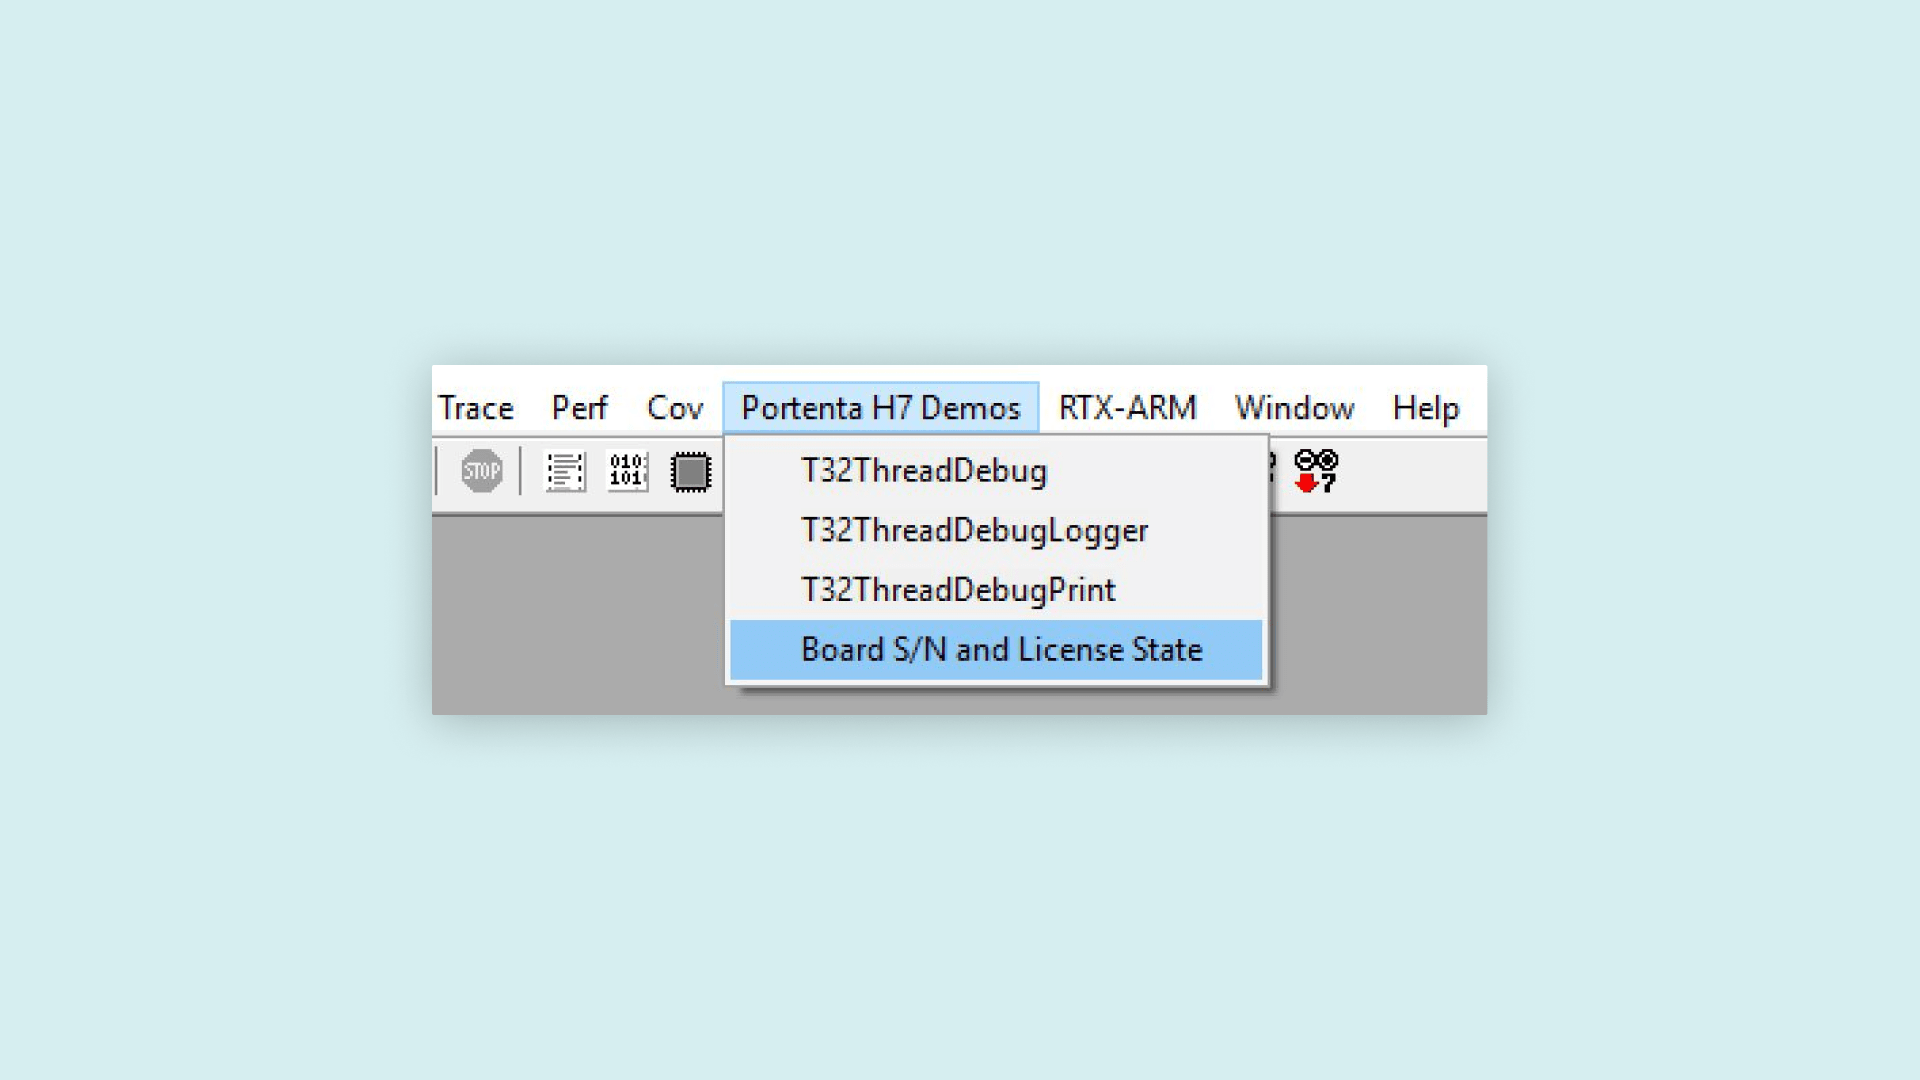 Trace Perf Cov Portenta H7 Demos RTX-ARM Window Help
STOP
010
101
7
T32ThreadDebug
T32ThreadDebugLogger
T32ThreadDebugPrint
Board S/N and License State